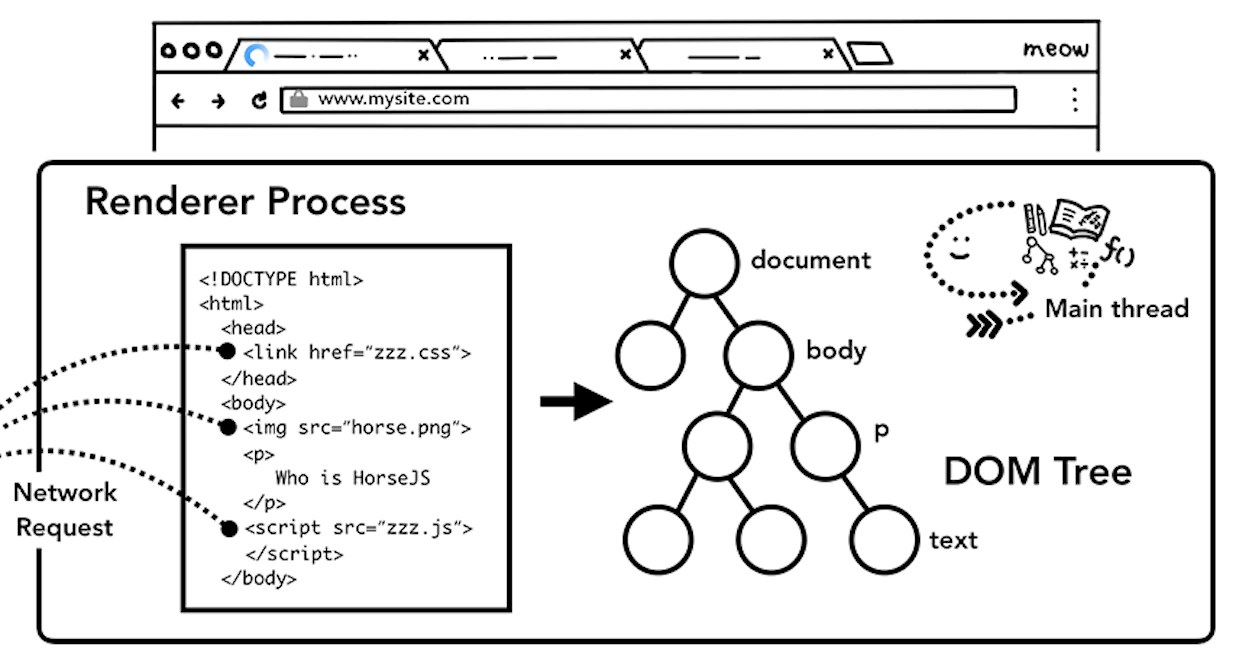 meow
www.mysite.com
Renderer Process
<!DOCTYPE html>
<html>
<head>
<link href="zzz.css">
</head>
<body>
<img src="horse.png">
<p>
Who is HorseJS
</p>
<script src="zzz.js">
</script>
</body>
Network
Request
document
body
p
text
DOM Tree
f()
Main thread